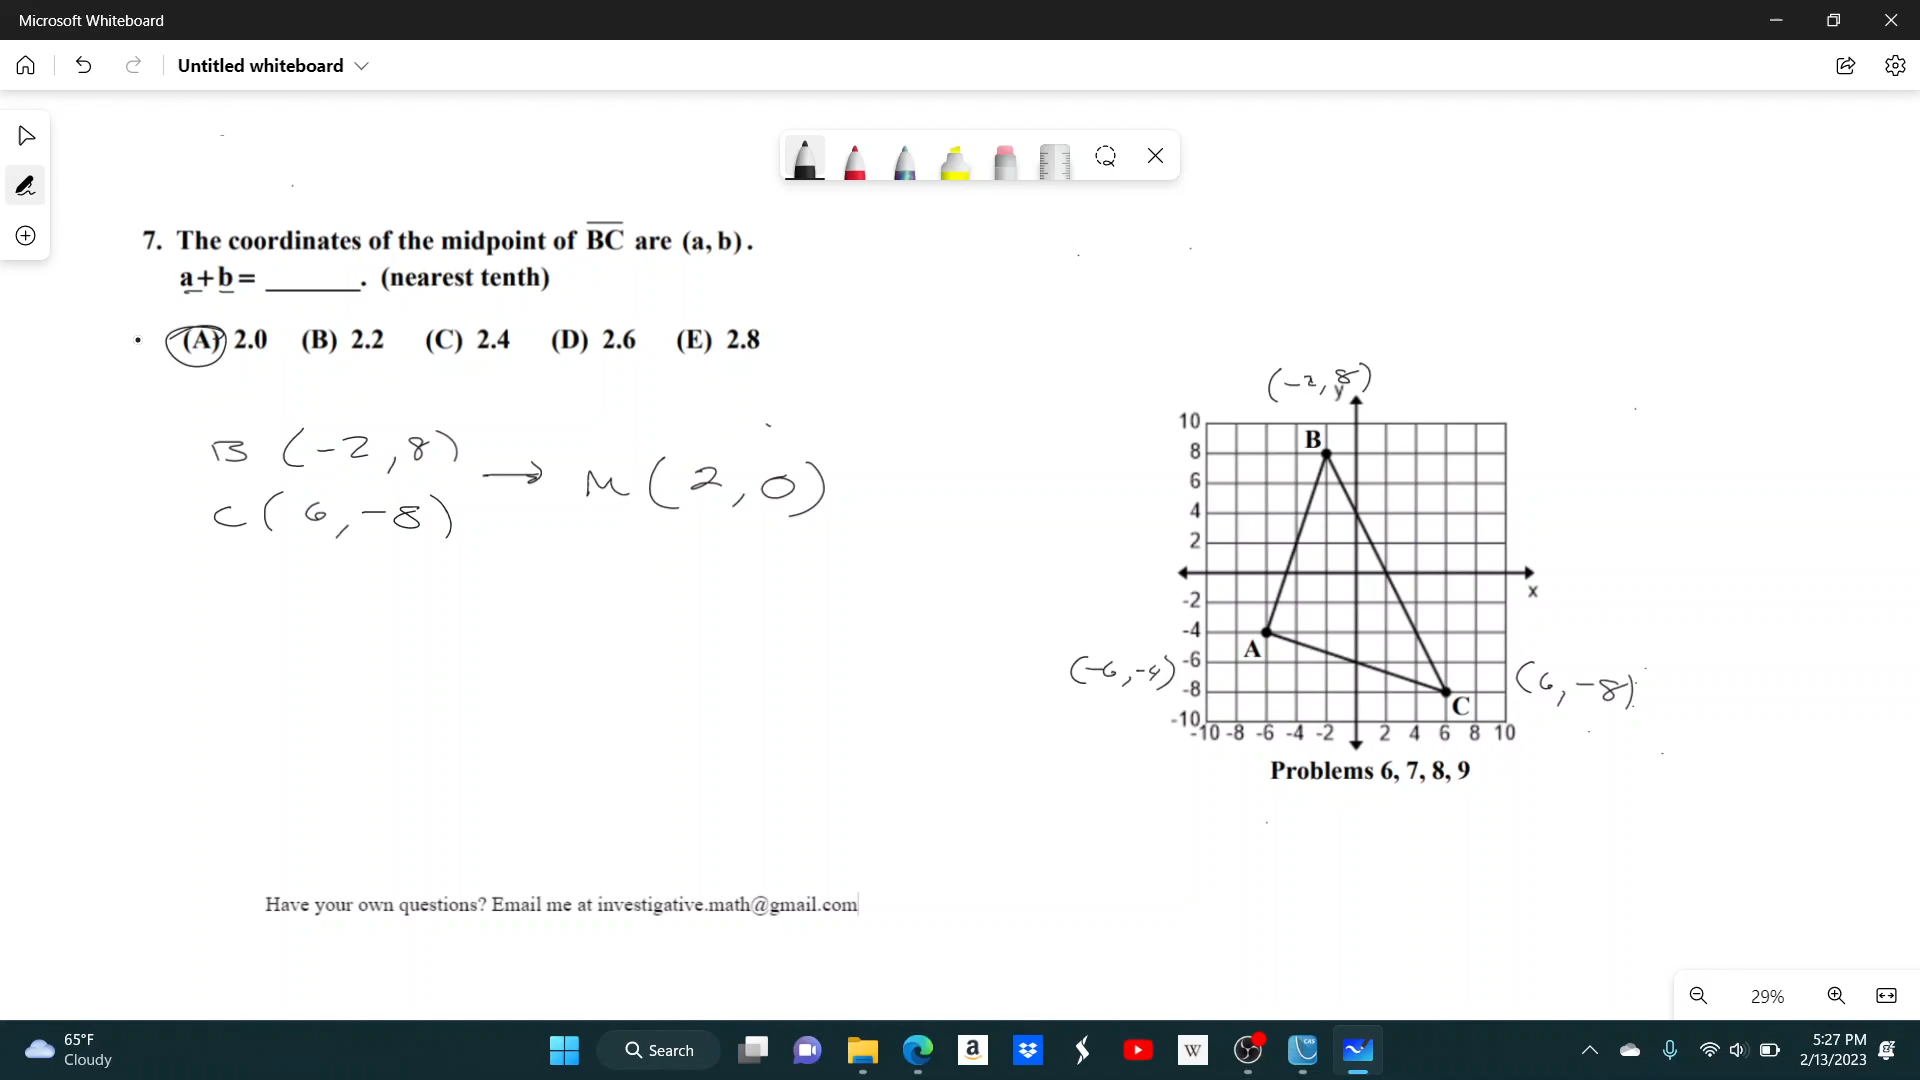 Microsoft Whiteboard
Untitled whiteboard
7. The coordinates of the midpoint of BC are (a, b).
a+b= ______. (nearest tenth)
(A) 2.0 (B) 2.2 (C) 2.4 (D) 2.6 (E) 2.8
B (-2, 8)
C (6, -8)
→ M (2, 0)
(-2, 8)
y
10
8
6
4
2
-2
-4
-6
-8
-10
B
A
C
x
(-6, -4)
(6, -8)
-10 -8 -6 -4 -2 2 4 6 8 10
Problems 6, 7, 8, 9
Have your own questions? Email me at investigative.math@gmail.com
29%
65°F
Cloudy
Search
a
W
CAS
5:27 PM
2/13/2023